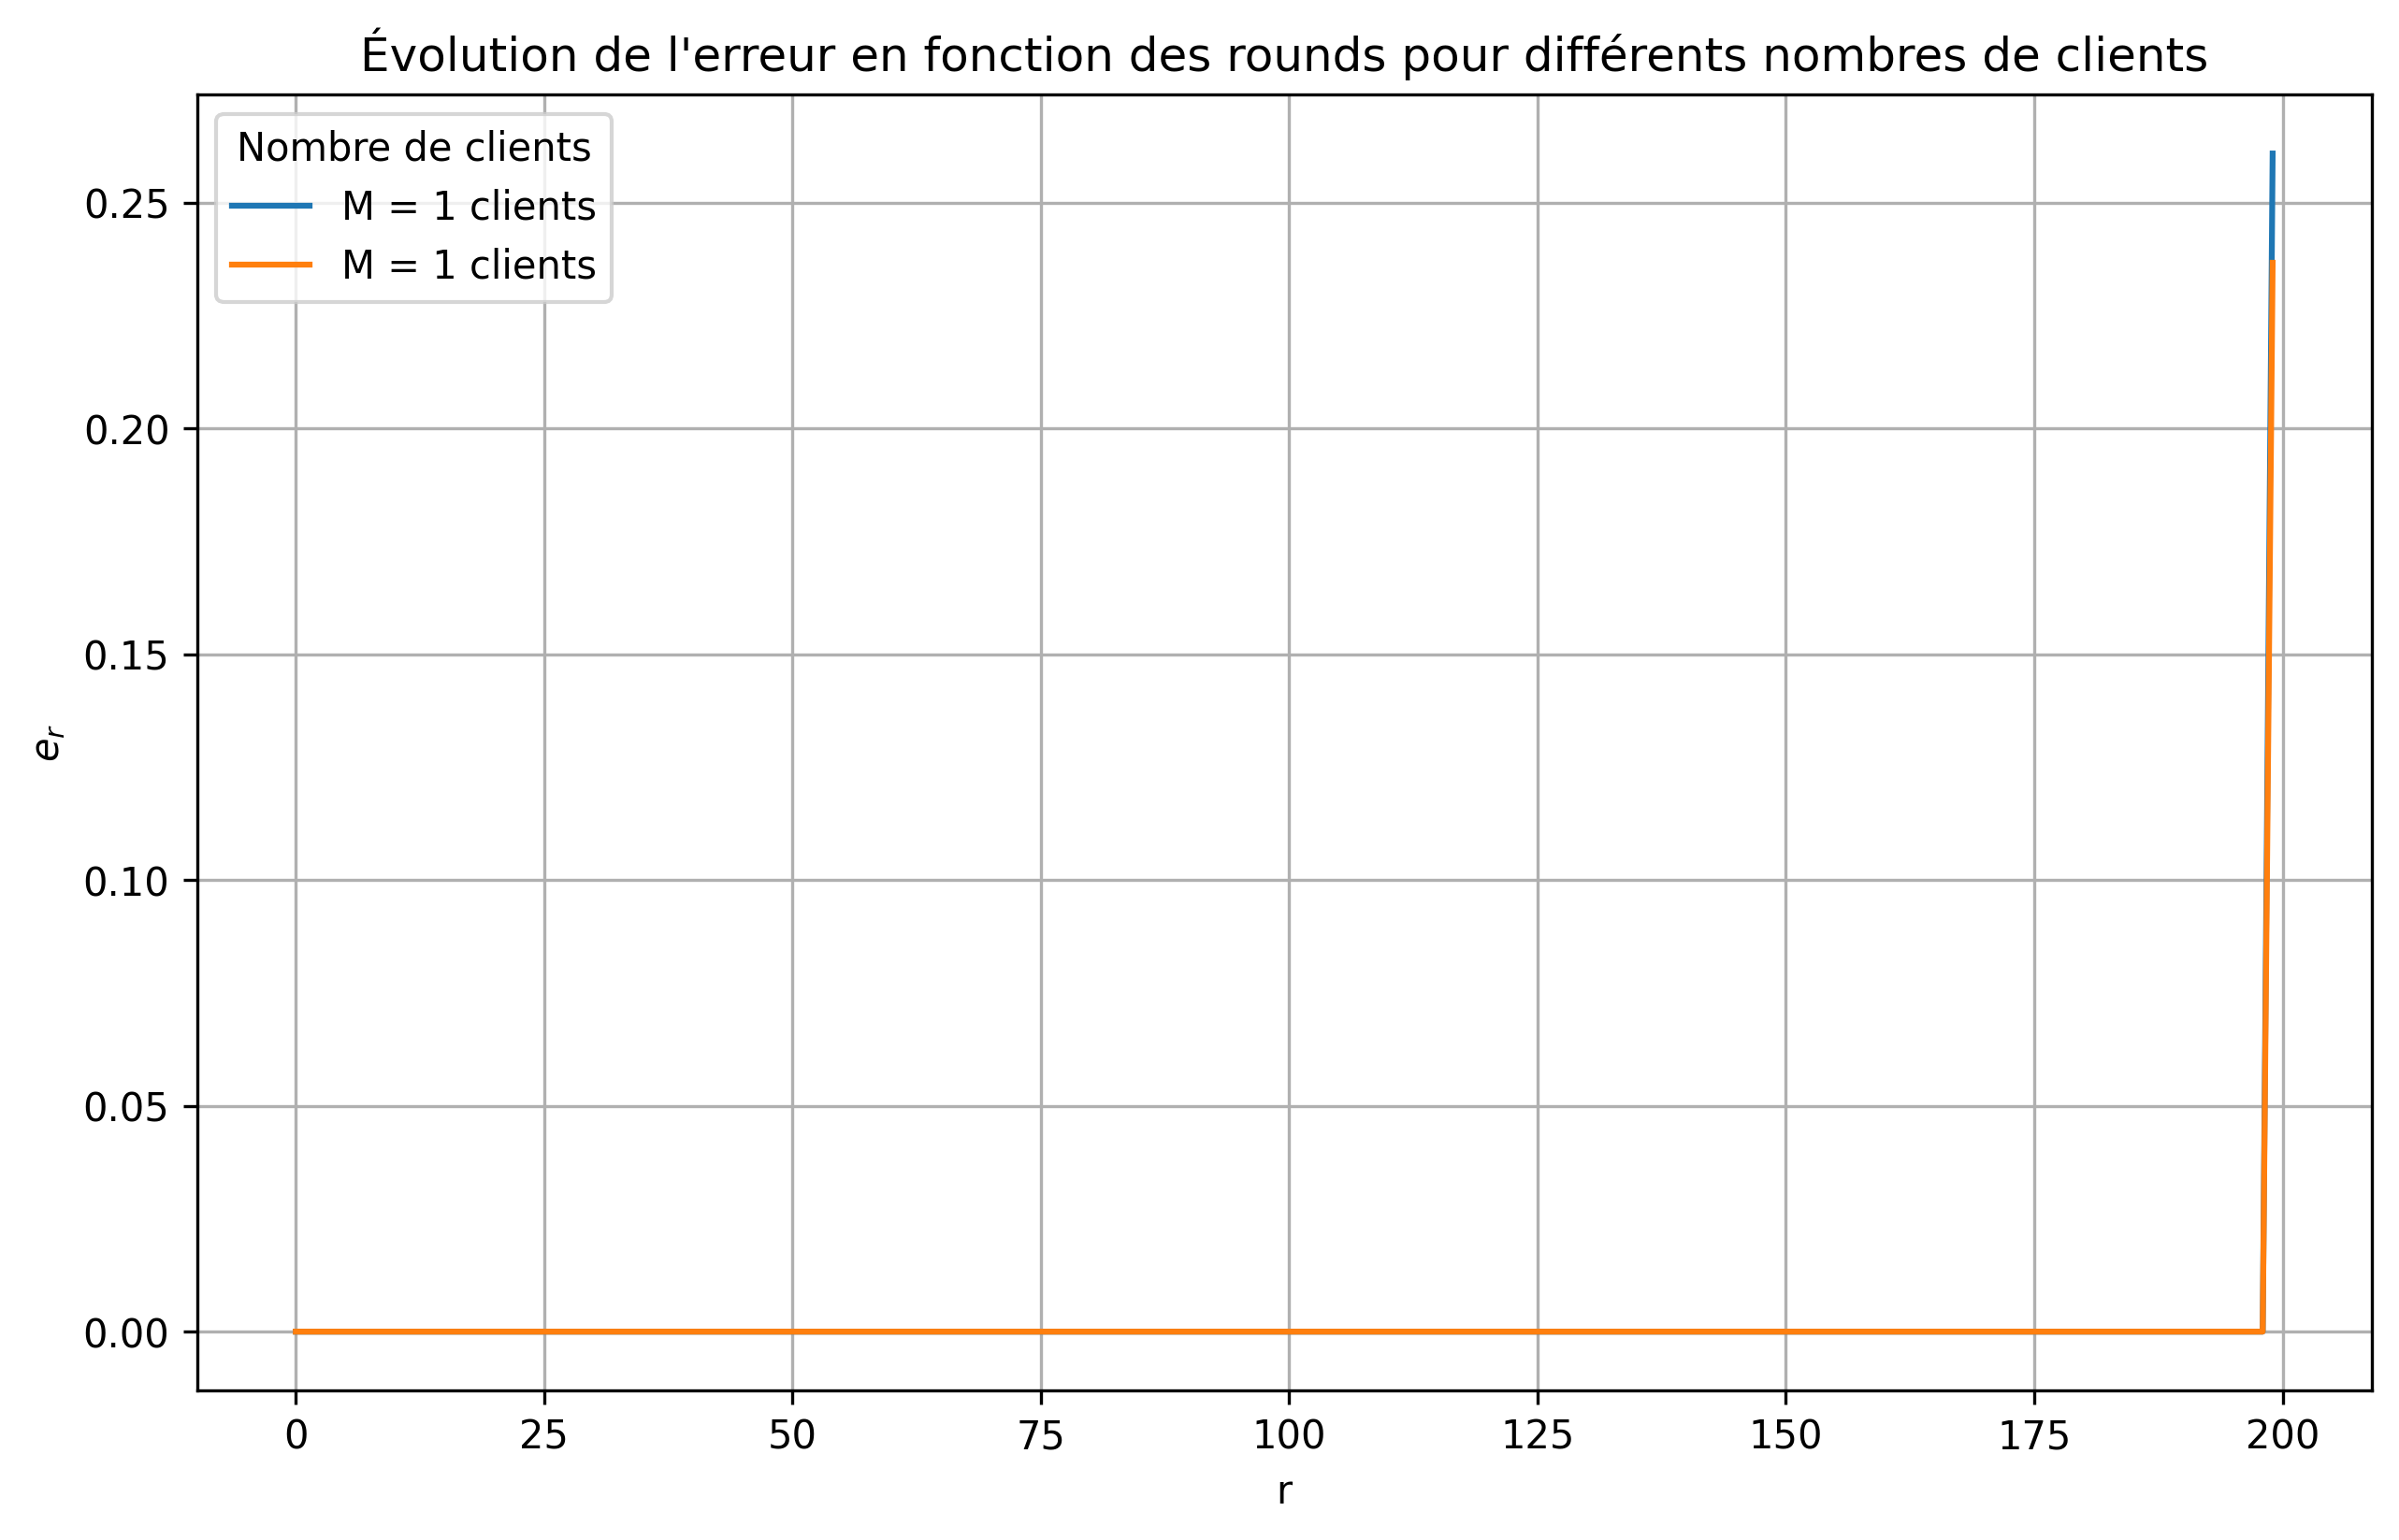 Évolution de l'erreur en fonction des rounds pour différents nombres de clients
Nombre de clients
M = 1 clients
M = 1 clients
0.25
0.20
0.15
0.10
0.05
0.00
e_r
0 25 50 75 100 125 150 175 200
r